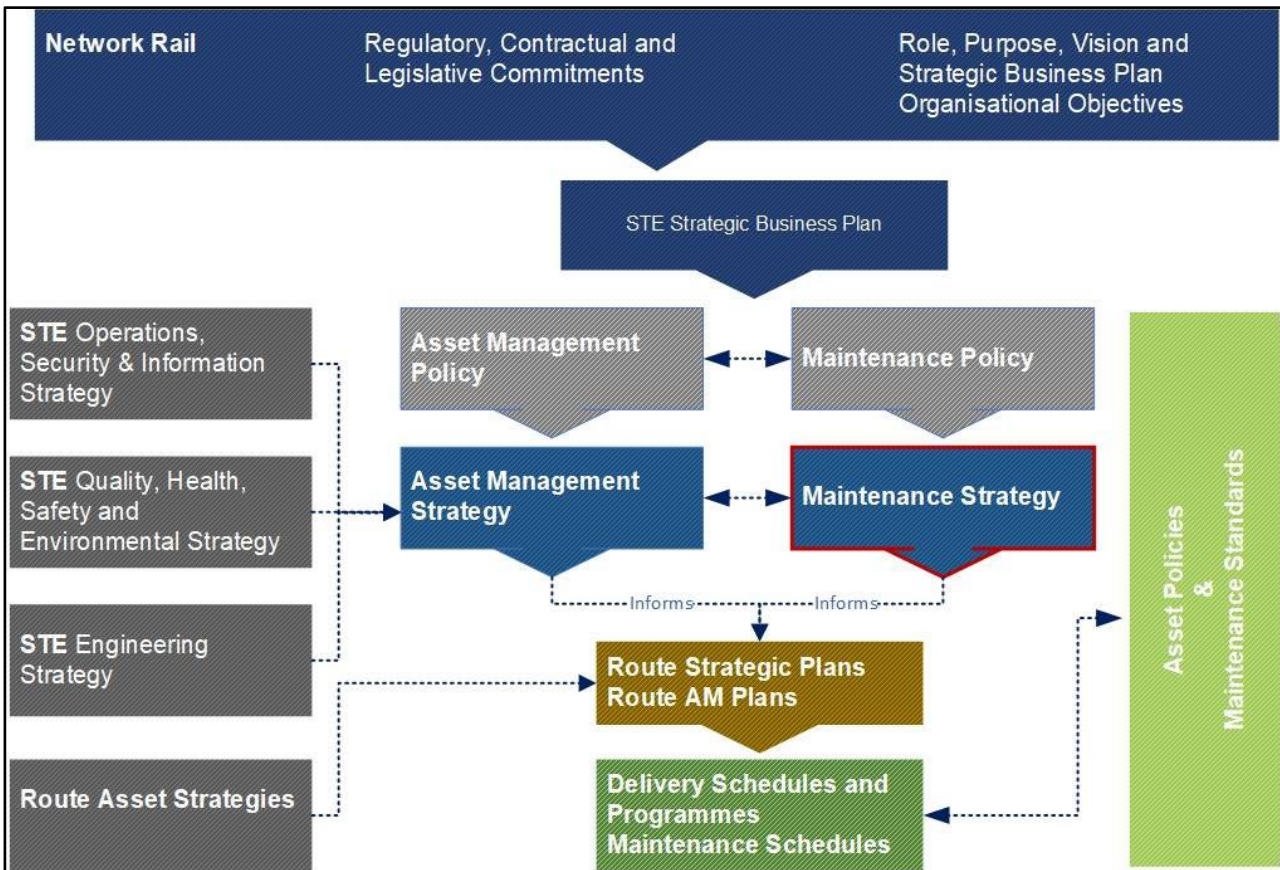 Network Rail
Regulatory, Contractual and
Legislative Commitments
Role, Purpose, Vision and
Strategic Business Plan
Organisational Objectives
STE Strategic Business Plan
STE Operations,
Security & Information
Strategy
Asset Management
Policy
Maintenance Policy
STE Quality, Health,
Safety and
Environmental Strategy
Asset Management
Strategy
Maintenance Strategy
Informs
Informs
STE Engineering
Strategy
Route Strategic Plans
Route AM Plans
Route Asset Strategies
Delivery Schedules and
Programmes
Maintenance Schedules
Asset Policies
&
Maintenance Standards